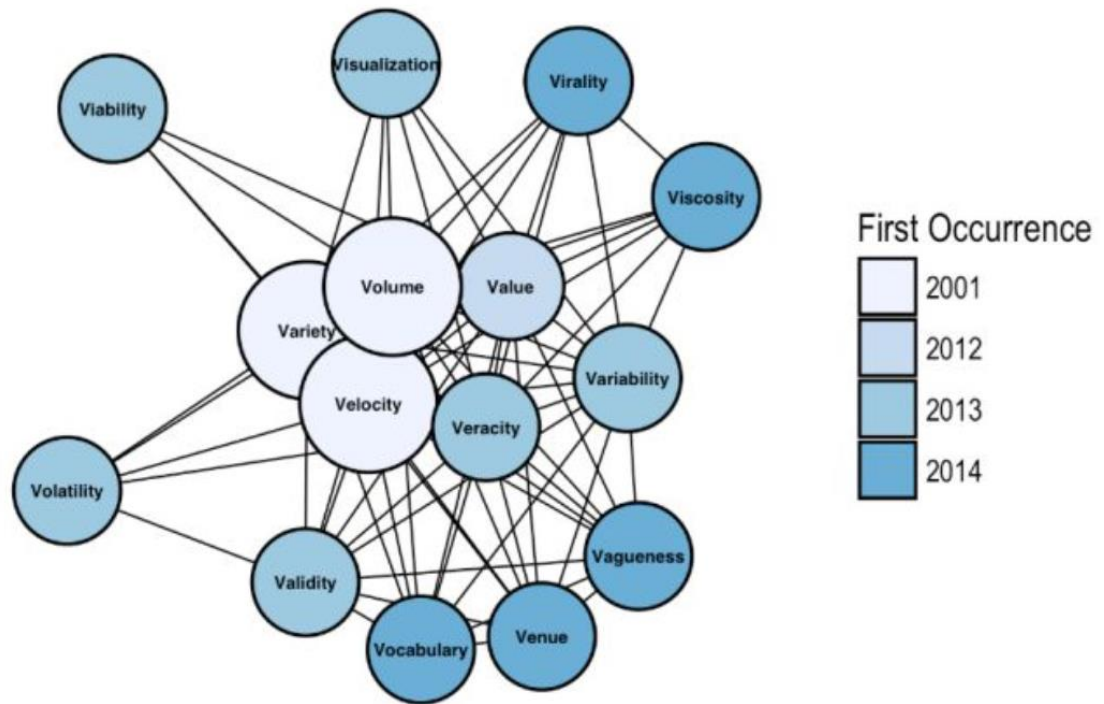 Visualization
Virality
Viability
Viscosity
Volume
Value
Variety
Variability
Velocity
Veracity
Volatility
Vagueness
Validity
Venue
Vocabulary
First Occurrence
2001
2012
2013
2014